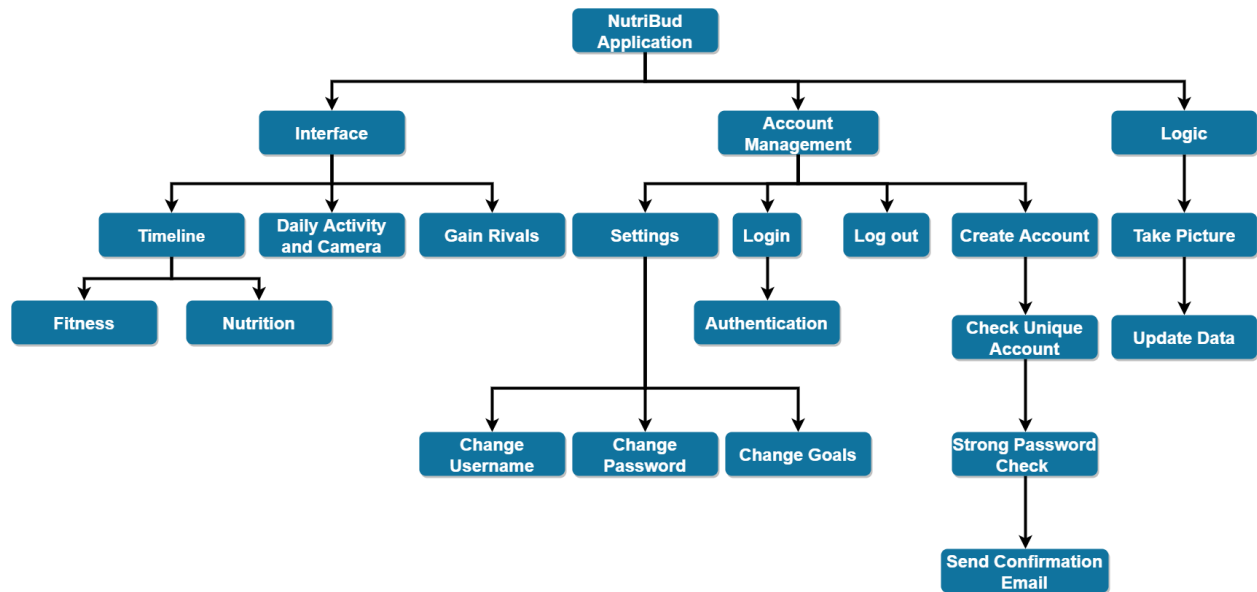 NutriBud
Application
Interface
Account
Management
Logic
Timeline
Daily Activity
and Camera
Gain Rivals
Settings
Login
Log out
Create Account
Take Picture
Fitness
Nutrition
Authentication
Check Unique
Account
Update Data
Change
Username
Change
Password
Change Goals
Strong Password
Check
Send Confirmation
Email